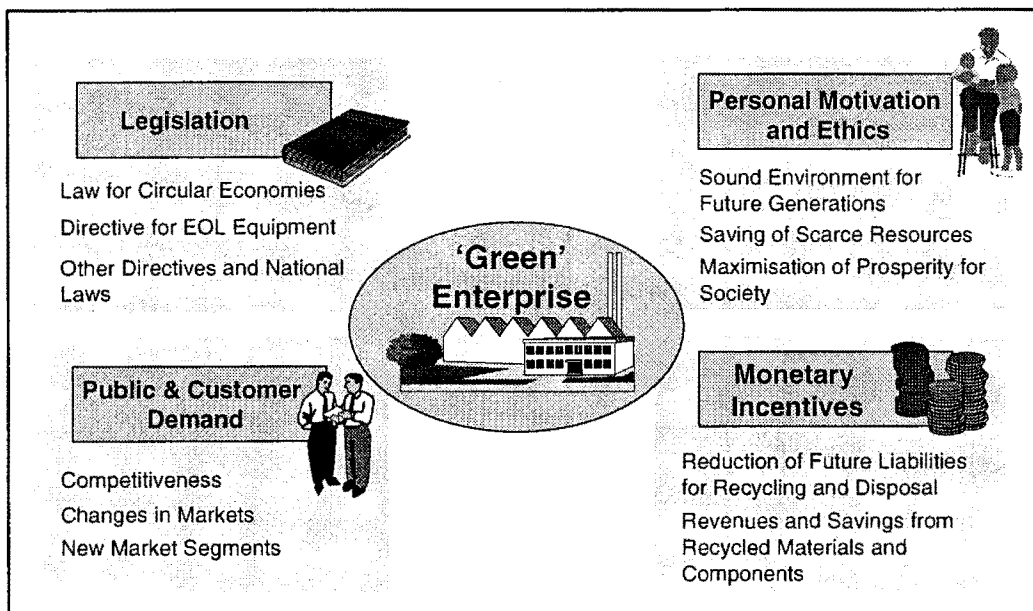 Legislation
Law for Circular Economies
Directive for EOL Equipment
Other Directives and National
Laws
Personal Motivation
and Ethics
Sound Environment for
Future Generations
Saving of Scarce Resources
Maximisation of Prosperity for
Society
'Green'
Enterprise
Public & Customer
Demand
Competitiveness
Changes in Markets
New Market Segments
Monetary
Incentives
Reduction of Future Liabilities
for Recycling and Disposal
Revenues and Savings from
Recycled Materials and
Components